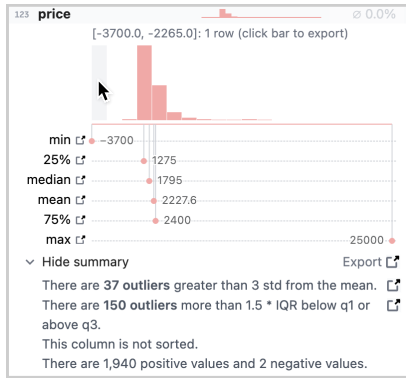 123 price ∅ 0.0%
[-3700.0, -2265.0]: 1 row (click bar to export)
min −3700
25% 1275
median 1795
mean 2227.6
75% 2400
max 25000
Hide summary Export
There are 37 outliers greater than 3 std from the mean.
There are 150 outliers more than 1.5 * IQR below q1 or
above q3.
This column is not sorted.
There are 1,940 positive values and 2 negative values.